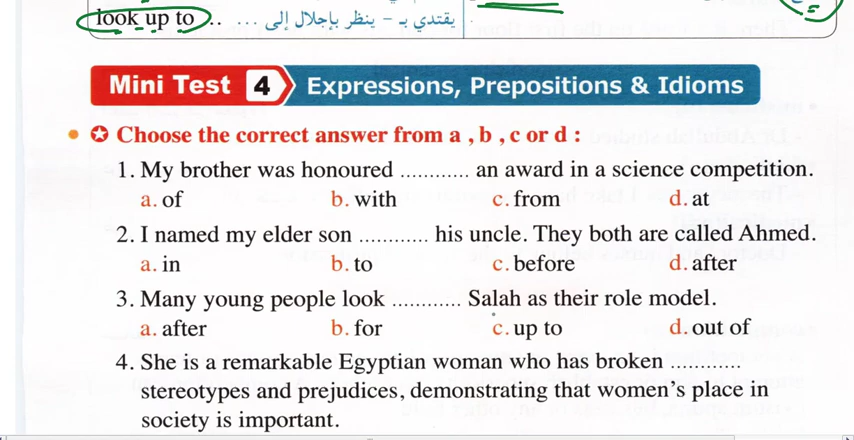 look up to .. يقتدي بـ – ينظر بإجلال إلى ...
Mini Test 4 Expressions, Prepositions & Idioms
Choose the correct answer from a , b , c or d :
1. My brother was honoured ............ an award in a science competition.
a. of b. with c. from d. at
2. I named my elder son ............ his uncle. They both are called Ahmed.
a. in b. to c. before d. after
3. Many young people look ............ Salah as their role model.
a. after b. for c. up to d. out of
4. She is a remarkable Egyptian woman who has broken ............
stereotypes and prejudices, demonstrating that women's place in
society is important.